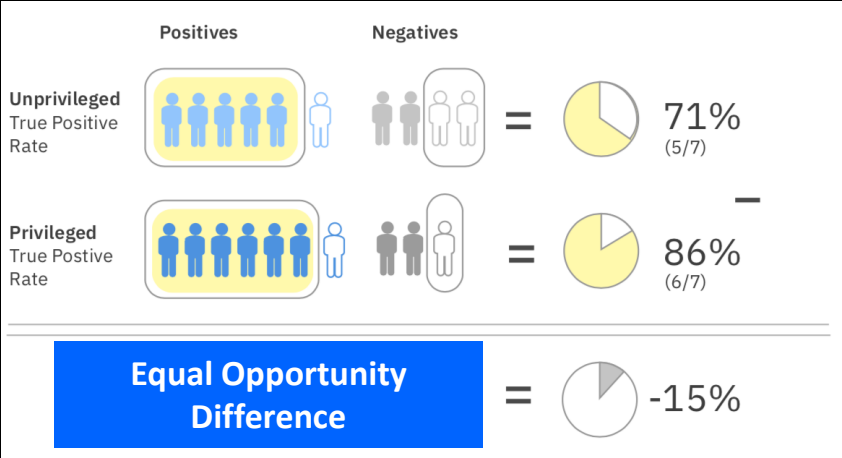 Positives
Negatives
Unprivileged
True Positive
Rate
=
71%
(5/7)
–
Privileged
True Postive
Rate
=
86%
(6/7)
Equal Opportunity
Difference
=
-15%